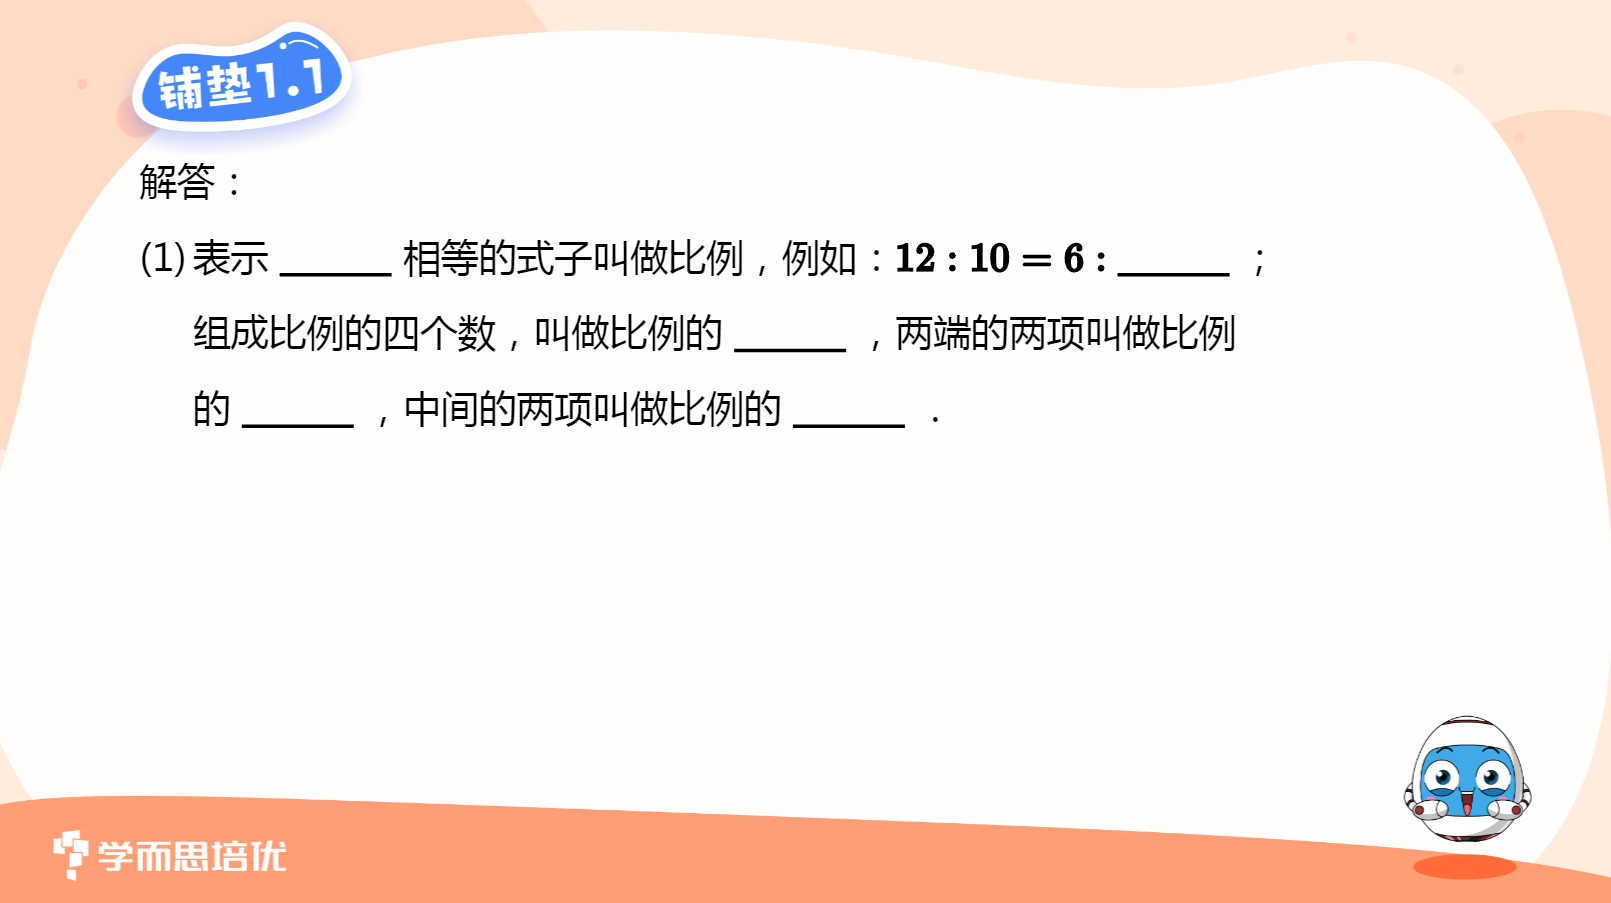 铺垫1.1
解答：
(1) 表示 ______ 相等的式子叫做比例，例如：12 : 10 = 6 : ______ ；
组成比例的四个数，叫做比例的 ______ ，两端的两项叫做比例
的 ______ ，中间的两项叫做比例的 ______ .
学而思培优